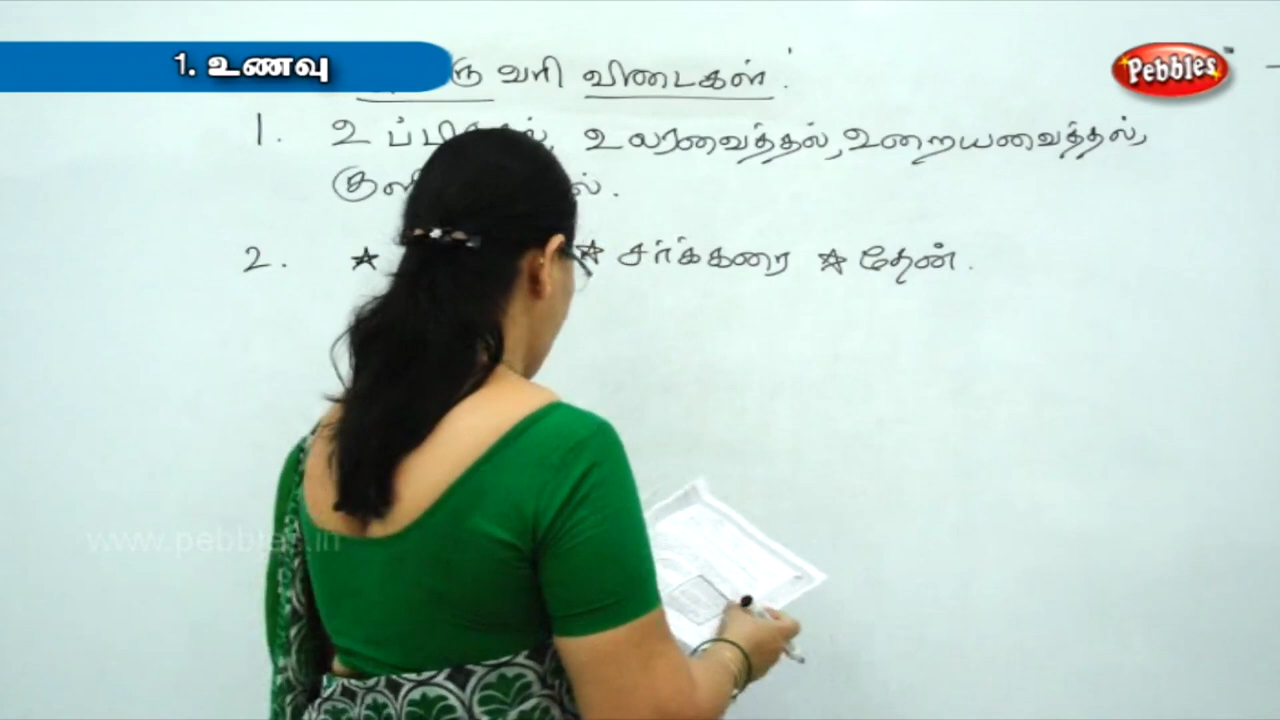 1. உணவு
Pebbles
வரி விடைகள்.
1. உலரவைத்தல், உறையவைத்தல்,
2. ☆ ☆ சர்க்கரை ☆ தேன்.
www.pebbles.in